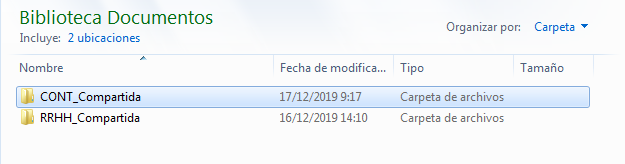 Biblioteca Documentos
Organizar por: Carpeta
Incluye: 2 ubicaciones
Nombre Fecha de modifica... Tipo Tamaño
CONT_Compartida 17/12/2019 9:17 Carpeta de archivos
RRHH_Compartida 16/12/2019 14:10 Carpeta de archivos